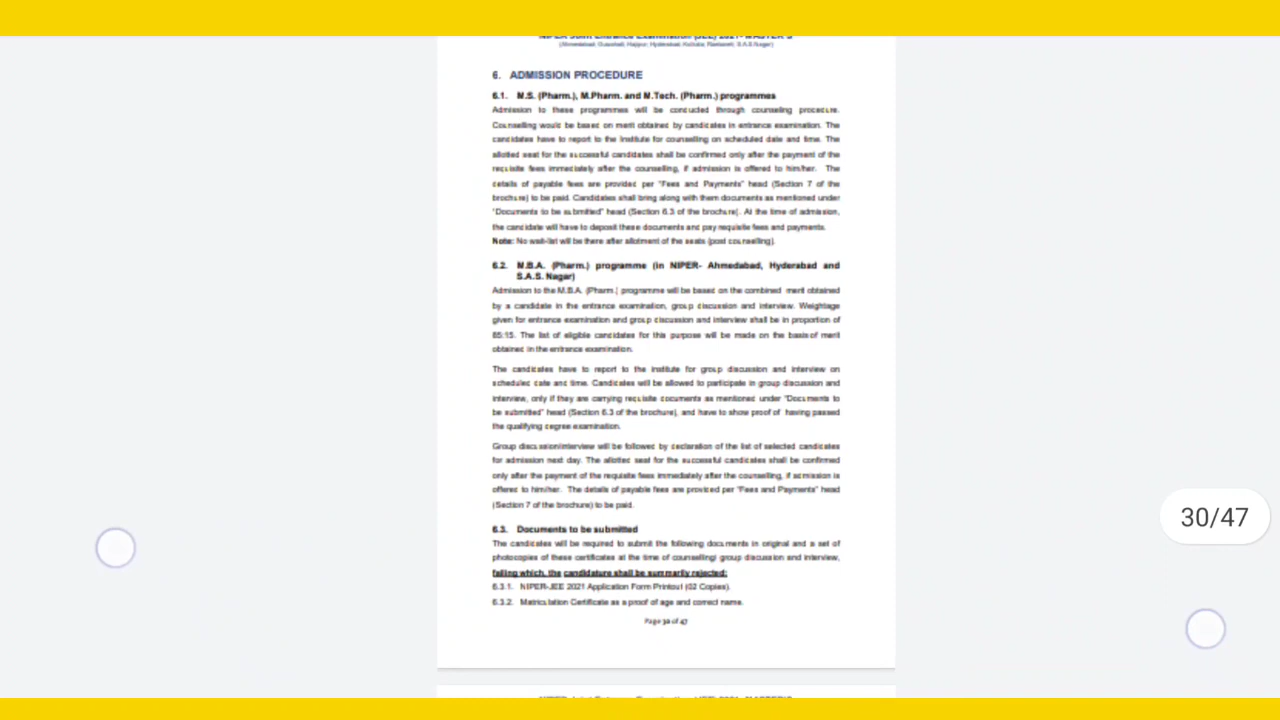 NIPER Joint Entrance Examination (JEE) 2021- MASTER'S
(Ahmedabad; Guwahati; Hajipur; Hyderabad; Kolkata; Raebareli; S.A.S.Nagar)
6. ADMISSION PROCEDURE
6.1. M.S. (Pharm.), M.Pharm. and M.Tech. (Pharm.) programmes
Admission to these programmes will be conducted through counseling procedure.
Counselling would be based on merit obtained by candidates in entrance examination. The
candidates have to report to the Institute for counselling on scheduled date and time. The
allotted seat for the successful candidates shall be confirmed only after the payment of the
requisite fees immediately after the counselling, if admission is offered to him/her. The
details of payable fees are provided per "Fees and Payments" head (Section 7 of the
brochure) to be paid. Candidates shall bring along with them documents as mentioned under
"Documents to be submitted" head (Section 6.3 of the brochure). At the time of admission,
the candidate will have to deposit these documents and pay requisite fees and payments.
Note: No wait-list will be there after allotment of the seats (post counselling).
6.2. M.B.A. (Pharm.) programme (in NIPER- Ahmedabad, Hyderabad and
S.A.S. Nagar)
Admission to the M.B.A. (Pharm.) programme will be based on the combined merit obtained
by a candidate in the entrance examination, group discussion and interview. Weightage
given for entrance examination and group discussion and interview shall be in proportion of
85:15. The list of eligible candidates for this purpose will be made on the basis of merit
obtained in the entrance examination.
The candidates have to report to the institute for group discussion and interview on
scheduled date and time. Candidates will be allowed to participate in group discussion and
interview, only if they are carrying requisite documents as mentioned under "Documents to
be submitted" head (Section 6.3 of the brochure), and have to show proof of having passed
the qualifying degree examination.
Group discussion/interview will be followed by declaration of the list of selected candidates
for admission next day. The allotted seat for the successful candidates shall be confirmed
only after the payment of the requisite fees immediately after the counselling, if admission is
offered to him/her. The details of payable fees are provided per "Fees and Payments" head
(Section 7 of the brochure) to be paid.
6.3. Documents to be submitted
The candidates will be required to submit the following documents in original and a set of
photocopies of these certificates at the time of counselling/ group discussion and interview,
failing which, the candidature shall be summarily rejected:
6.3.1. NIPER-JEE 2021 Application Form Printout (02 Copies).
6.3.2. Matriculation Certificate as a proof of age and correct name.
Page 30 of 47
30/47